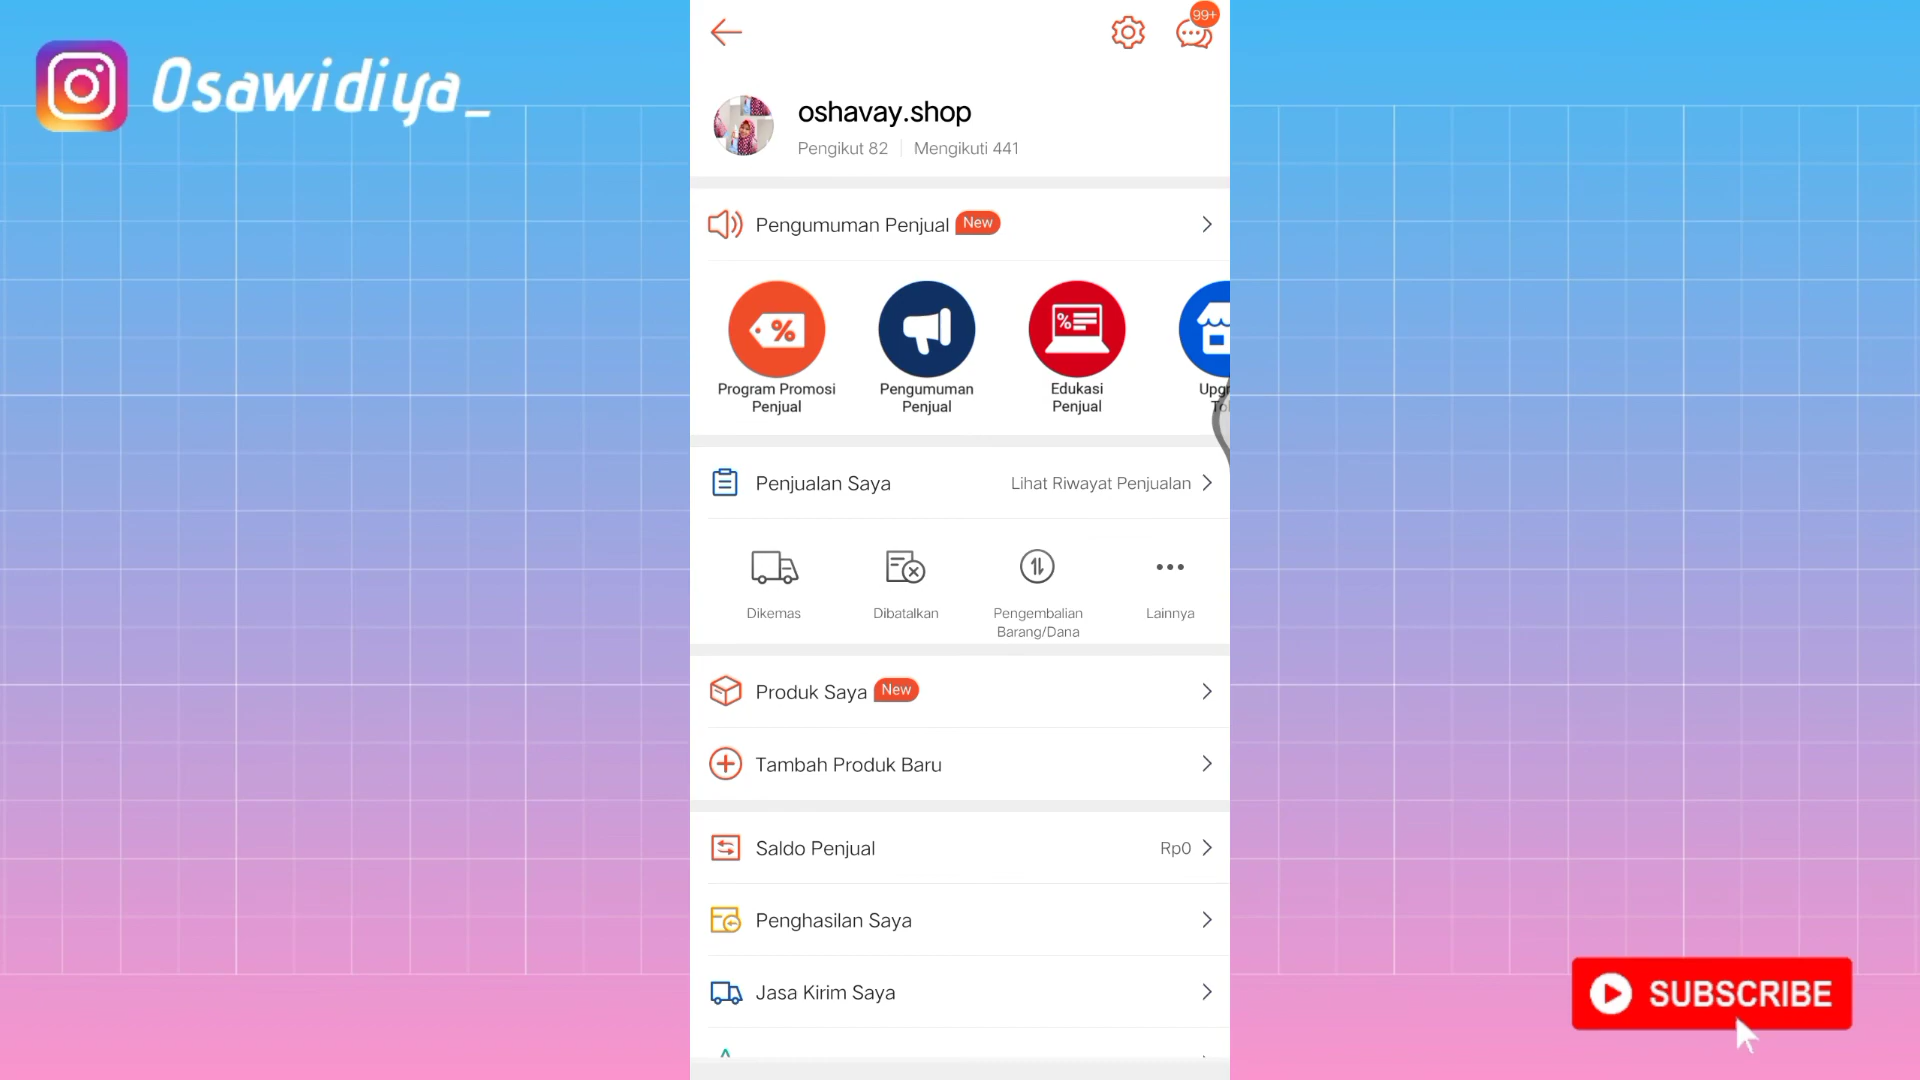 Osawidiya_
99+
oshavay.shop
Pengikut 82 Mengikuti 441
Pengumuman Penjual New
Program Promosi Penjual
Pengumuman Penjual
Edukasi Penjual
Penjualan Saya Lihat Riwayat Penjualan
Dikemas
Dibatalkan
Pengembalian Barang/Dana
Lainnya
Produk Saya New
Tambah Produk Baru
Saldo Penjual Rp0
Penghasilan Saya
Jasa Kirim Saya
SUBSCRIBE